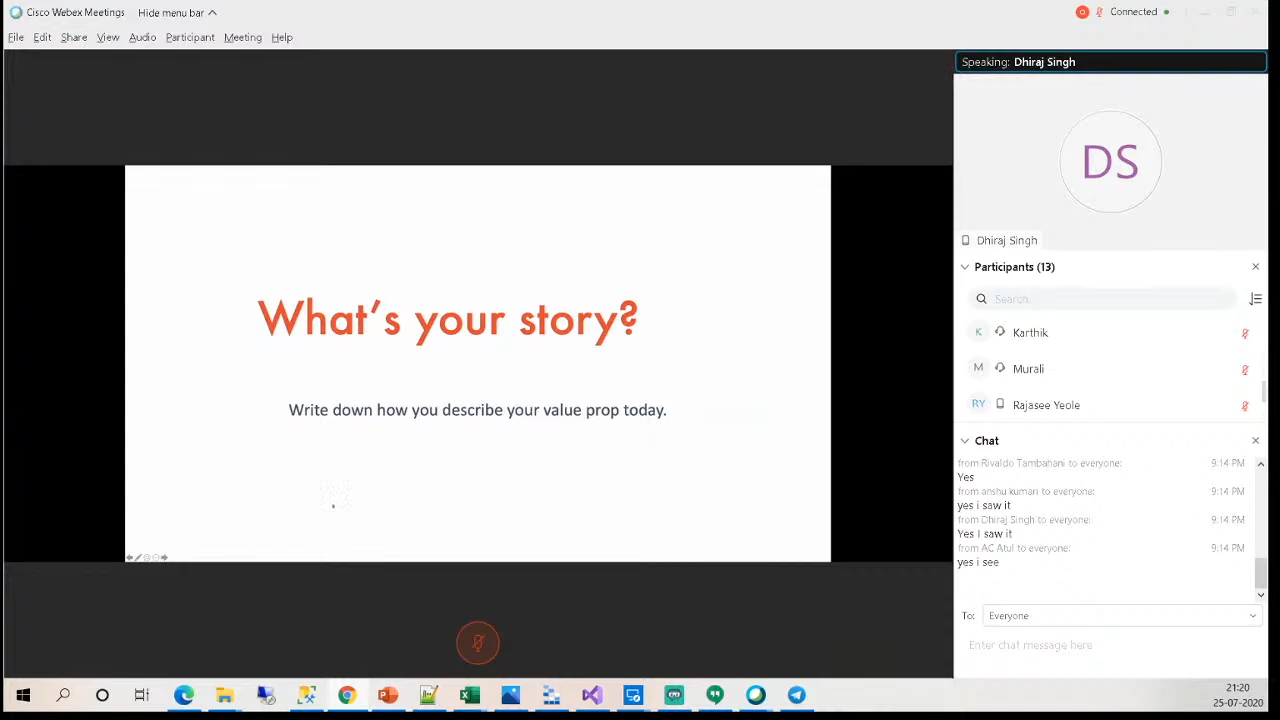 Cisco Webex Meetings Hide menu bar
Connected
File Edit Share View Audio Participant Meeting Help
Speaking: Dhiraj Singh
DS
Dhiraj Singh
What's your story?
Write down how you describe your value prop today.
Participants (13)
Search
K Karthik
M Murali
RY Rajasee Yeole
Chat
from Rivaldo Tambahani to everyone: 9:14 PM
Yes
from anshu kumari to everyone: 9:14 PM
yes i saw it
from Dhiraj Singh to everyone: 9:14 PM
Yes I saw it
from AC Atul to everyone: 9:14 PM
yes i see
To: Everyone
Enter chat message here
21:20
25-07-2020